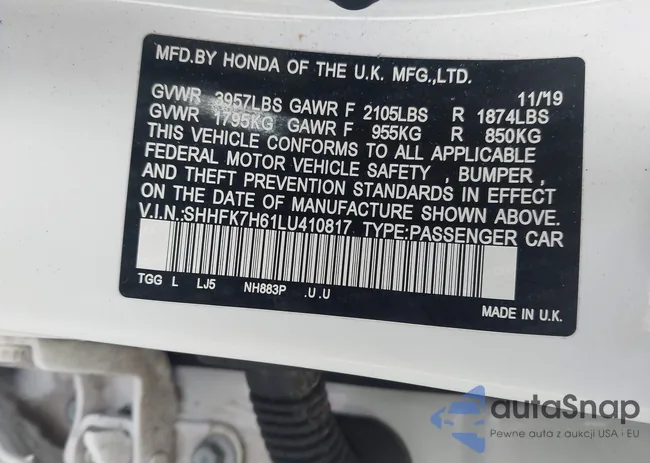 MFD.BY HONDA OF THE U.K. MFG.,LTD.
11/19
GVWR 3957LBS GAWR F 2105LBS R 1874LBS
GVWR 1795KG GAWR F 955KG R 850KG
THIS VEHICLE CONFORMS TO ALL APPLICABLE
FEDERAL MOTOR VEHICLE SAFETY , BUMPER ,
AND THEFT PREVENTION STANDARDS IN EFFECT
ON THE DATE OF MANUFACTURE SHOWN ABOVE.
V.I.N.:SHHFK7H61LU410817 TYPE:PASSENGER CAR
TGG L LJ5 NH883P .U .U
MADE IN U.K.
autoSnap
Pewne auta z aukcji USA i EU